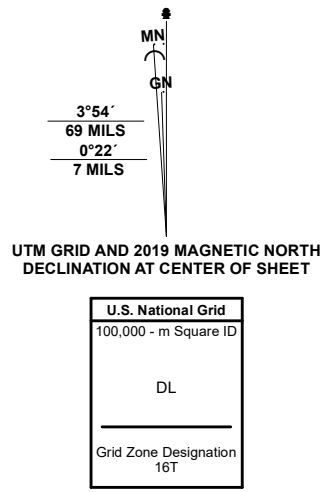 MN
GN
3°54´
69 MILS
0°22´
7 MILS
UTM GRID AND 2019 MAGNETIC NORTH
DECLINATION AT CENTER OF SHEET
U.S. National Grid
100,000 - m Square ID
DL
Grid Zone Designation
16T